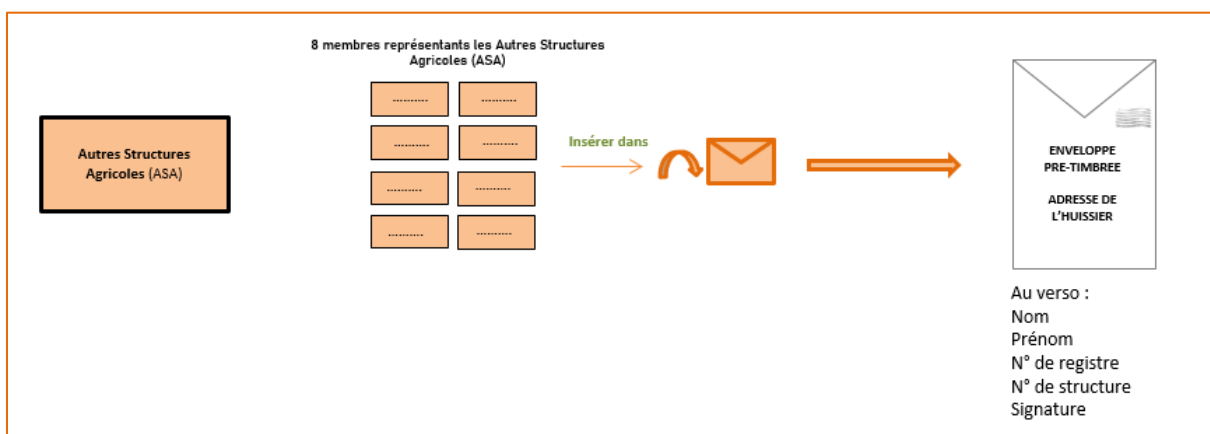 8 membres représentants les Autres Structures
Agricoles (ASA)
Autres Structures
Agricoles (ASA)
.......... ..........
.......... ..........
.......... ..........
.......... ..........
Insérer dans
ENVELOPPE
PRE-TIMBREE
ADRESSE DE
L'HUISSIER
Au verso :
Nom
Prénom
N° de registre
N° de structure
Signature